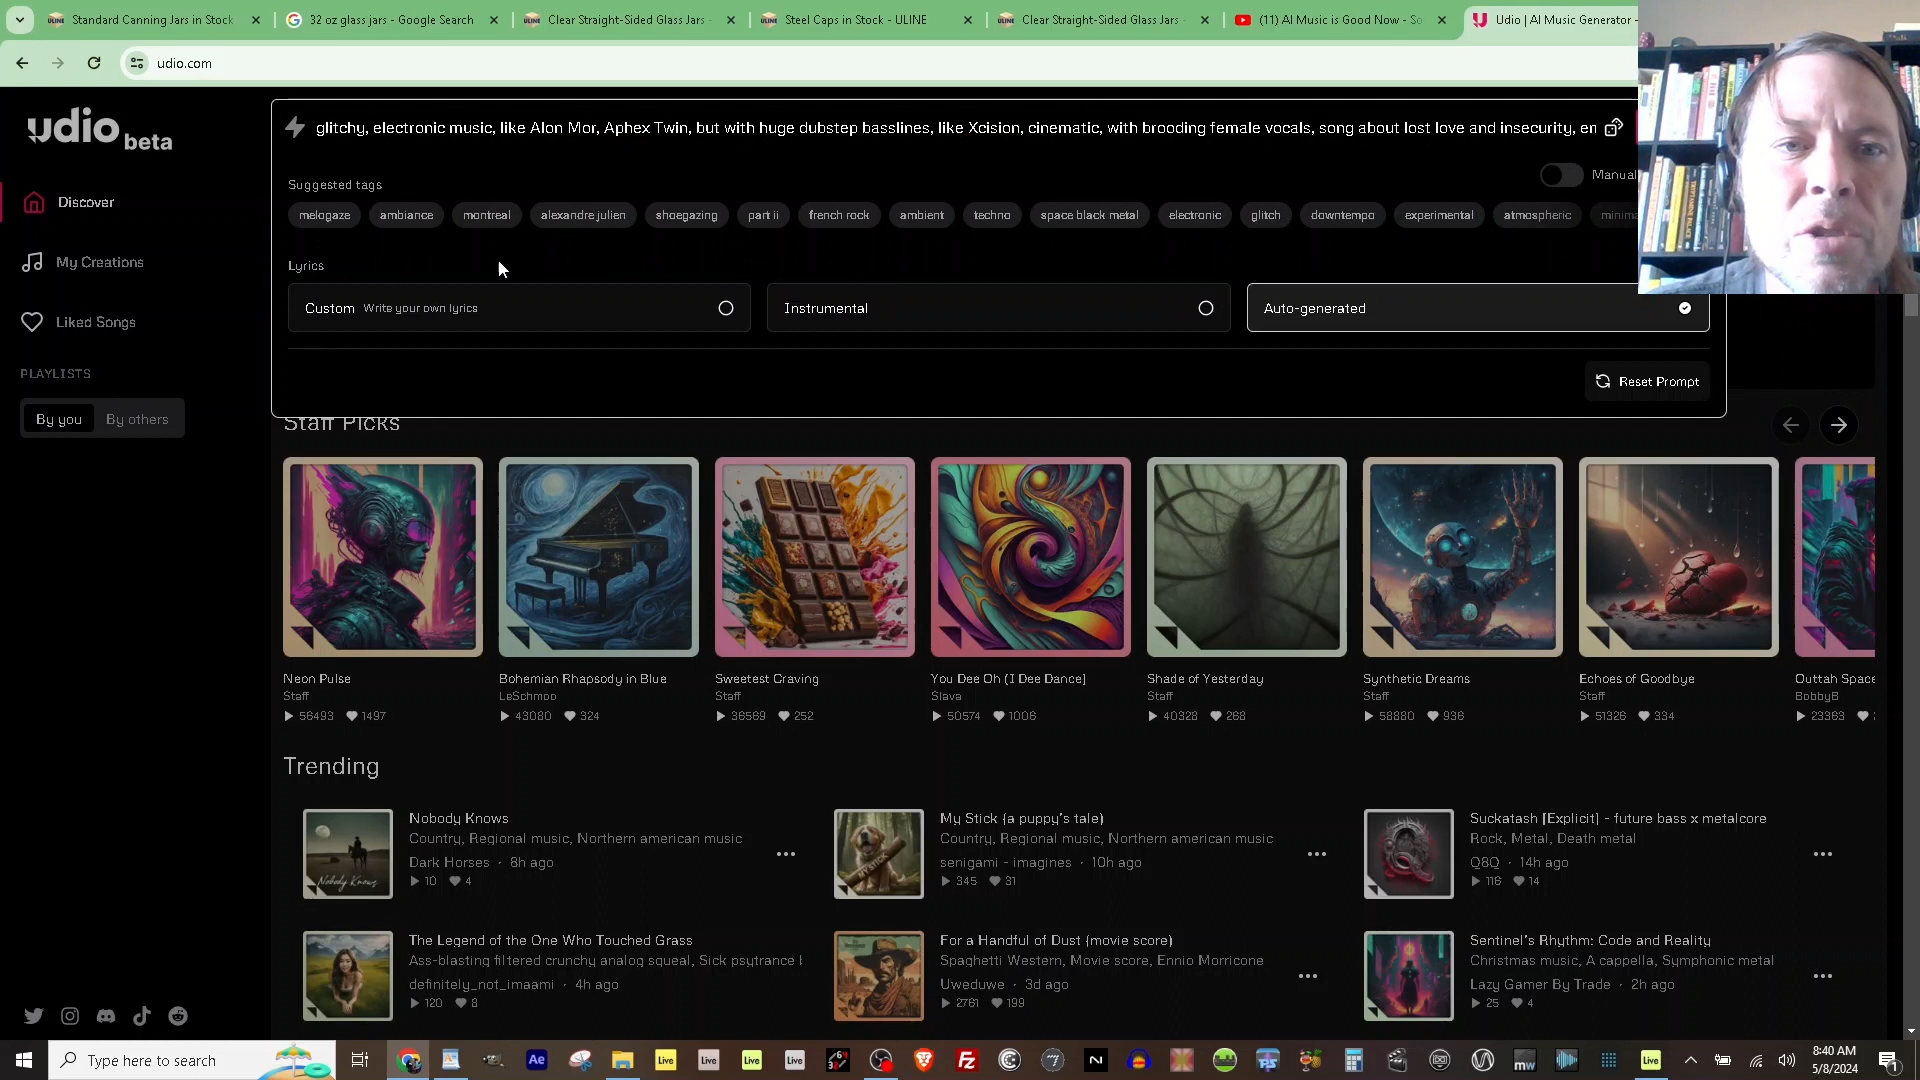 Standard Canning Jars in Stock
32 oz glass jars - Google Search
Clear Straight-Sided Glass Jars -
Steel Caps in Stock - ULINE
Clear Straight-Sided Glass Jars -
(11) AI Music is Good Now - So
Udio | AI Music Generator -
udio.com
udio beta
glitchy, electronic music, like Alon Mor, Aphex Twin, but with huge dubstep basslines, like Xcision, cinematic, with brooding female vocals, song about lost love and insecurity, en
Suggested tags
Manual
melogaze ambiance montreal alexandre julien shoegazing part ii french rock ambient techno space black metal electronic glitch downtempo experimental atmospheric minima
Lyrics
Custom Write your own lyrics
Instrumental
Auto-generated
Reset Prompt
Discover
My Creations
Liked Songs
PLAYLISTS
By you By others
Staff Picks
Neon Pulse
Staff
56493 1497
Bohemian Rhapsody in Blue
LeSchmoo
43080 324
Sweetest Craving
Staff
36569 252
You Dee Oh (I Dee Dance)
Slava
50574 1006
Shade of Yesterday
Staff
40328 268
Synthetic Dreams
Staff
58880 936
Echoes of Goodbye
Staff
51326 334
Outtah Space
BobbyB
23363
Trending
Nobody Knows
Country, Regional music, Northern american music
Dark Horses · 8h ago
10 4
My Stick (a puppy's tale)
Country, Regional music, Northern american music
senigami - imagines · 10h ago
345 31
Suckatash [Explicit] - future bass x metalcore
Rock, Metal, Death metal
Q8Q · 14h ago
116 14
The Legend of the One Who Touched Grass
Ass-blasting filtered crunchy analog squeal, Sick psytrance b
definitely_not_imaami · 4h ago
120 8
For a Handful of Dust (movie score)
Spaghetti Western, Movie score, Ennio Morricone
Uweduwe · 3d ago
2761 199
Sentinel's Rhythm: Code and Reality
Christmas music, A cappella, Symphonic metal
Lazy Gamer By Trade · 2h ago
25 4
Type here to search
8:40 AM
5/8/2024